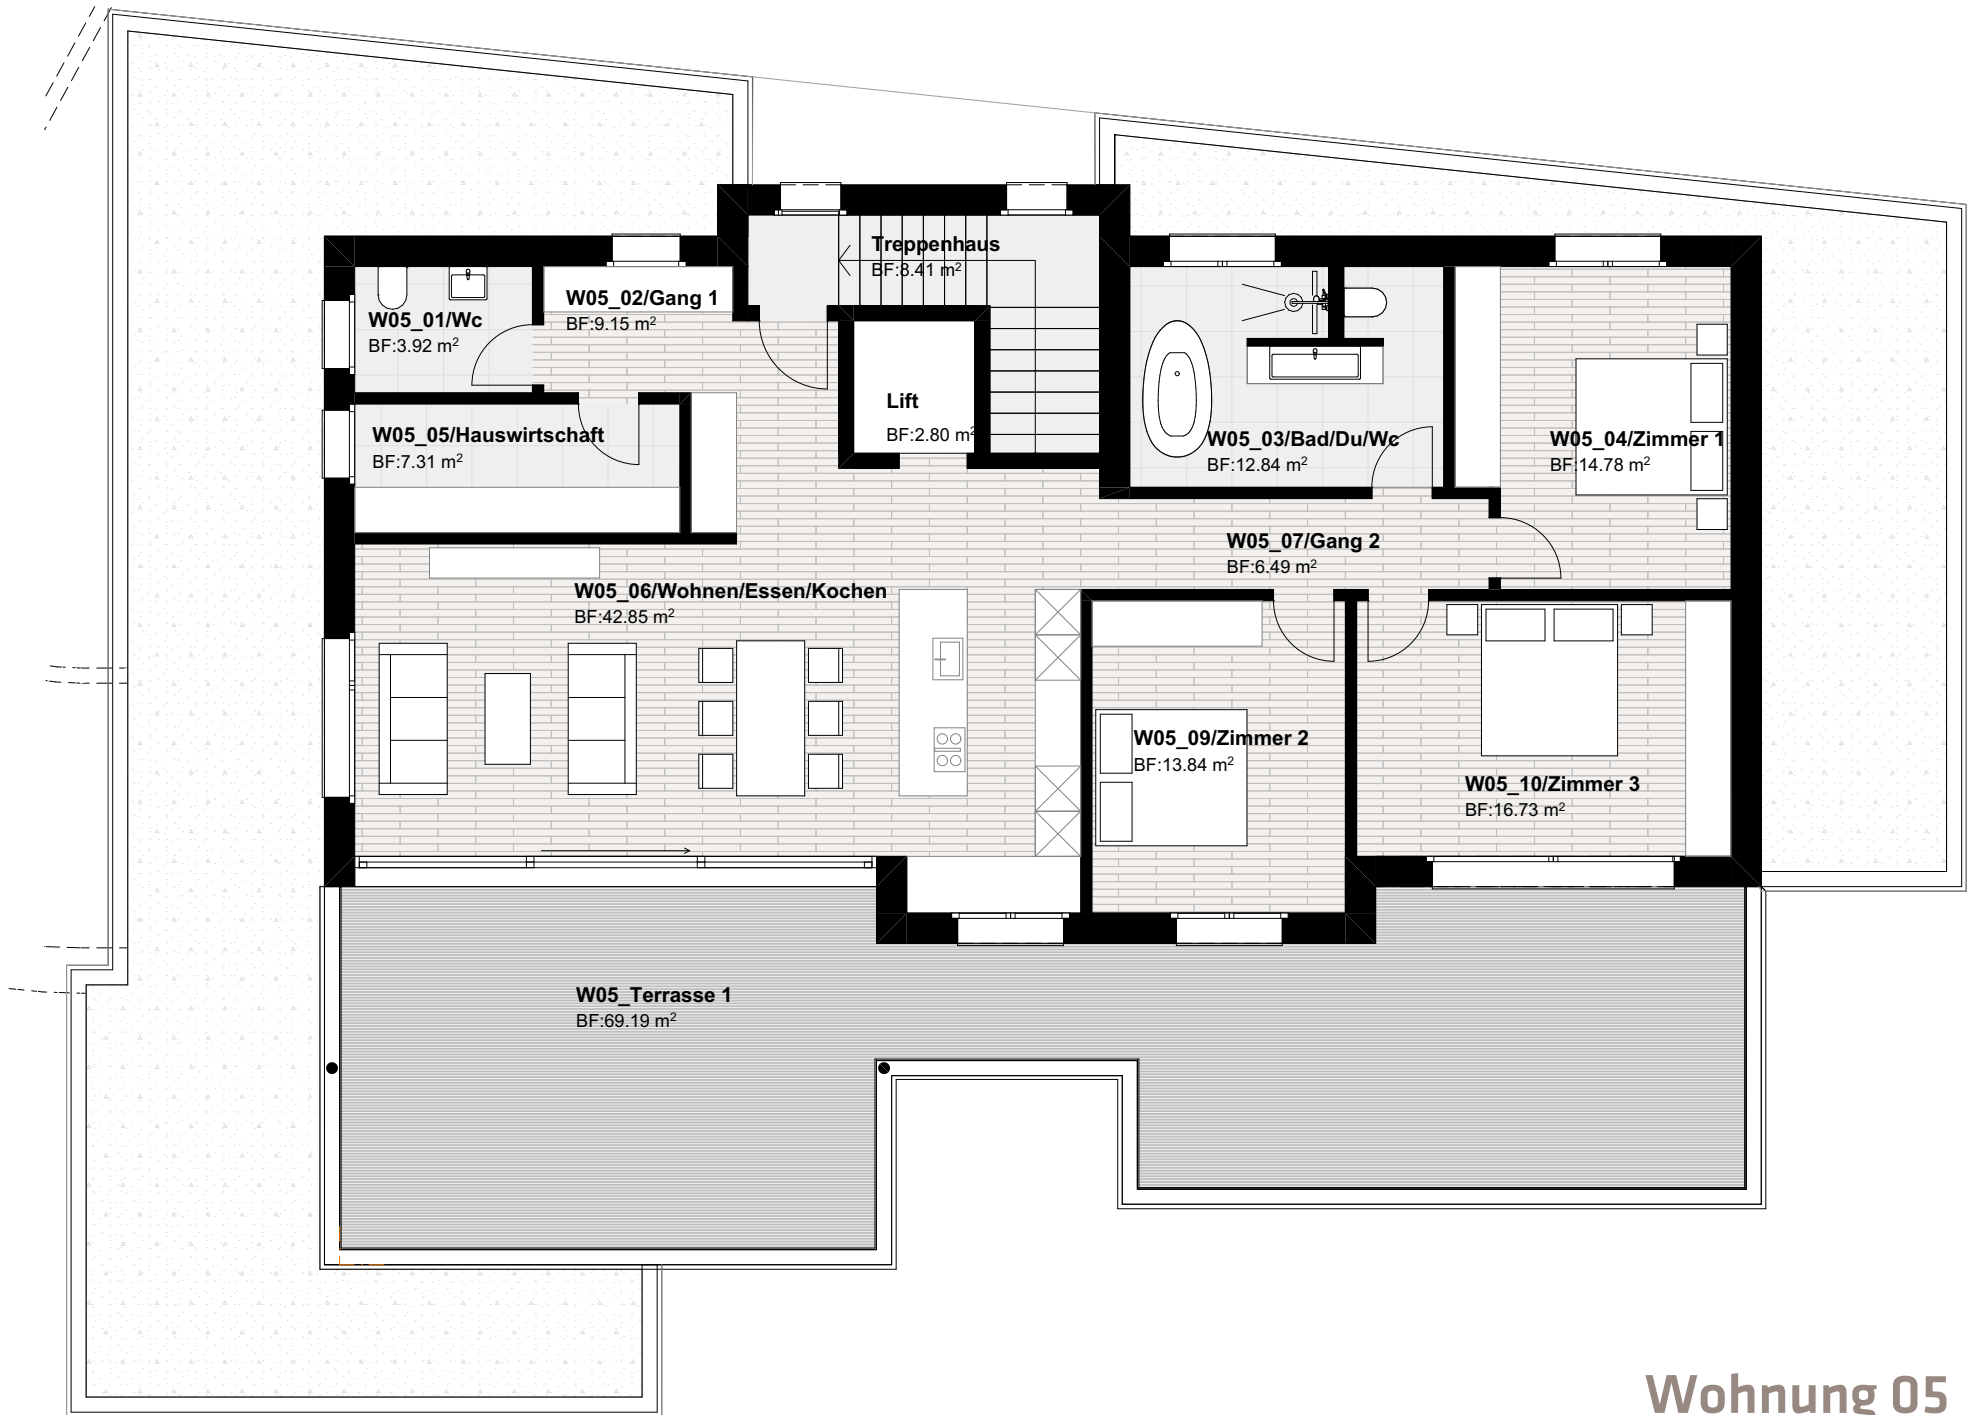 Treppenhaus
BF:8.41 m²
W05_02/Gang 1
BF:9.15 m²
W05_01/Wc
BF:3.92 m²
Lift
BF:2.80 m²
W05_05/Hauswirtschaft
BF:7.31 m²
W05_03/Bad/Du/Wc
BF:12.84 m²
W05_04/Zimmer 1
BF:14.78 m²
W05_07/Gang 2
BF:6.49 m²
W05_06/Wohnen/Essen/Kochen
BF:42.85 m²
W05_09/Zimmer 2
BF:13.84 m²
W05_10/Zimmer 3
BF:16.73 m²
W05_Terrasse 1
BF:69.19 m²
Wohnung 05